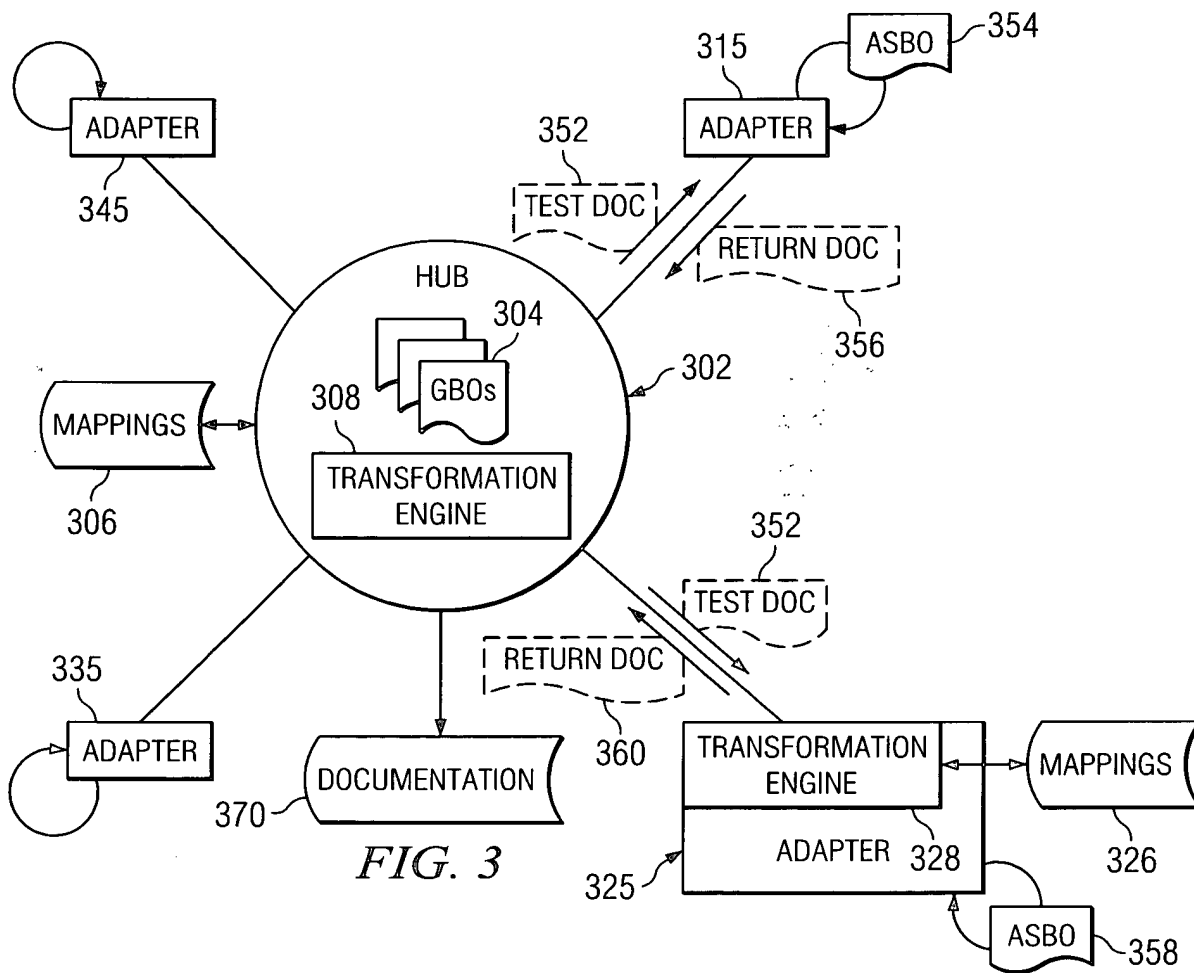 354
ASBO
315
ADAPTER
ADAPTER
345
352
TEST DOC
RETURN DOC
356
HUB
304
GBOs
302
308
TRANSFORMATION
ENGINE
MAPPINGS
306
352
TEST DOC
RETURN DOC
360
335
ADAPTER
DOCUMENTATION
370
FIG. 3
TRANSFORMATION
ENGINE
328
ADAPTER
325
MAPPINGS
326
ASBO
358